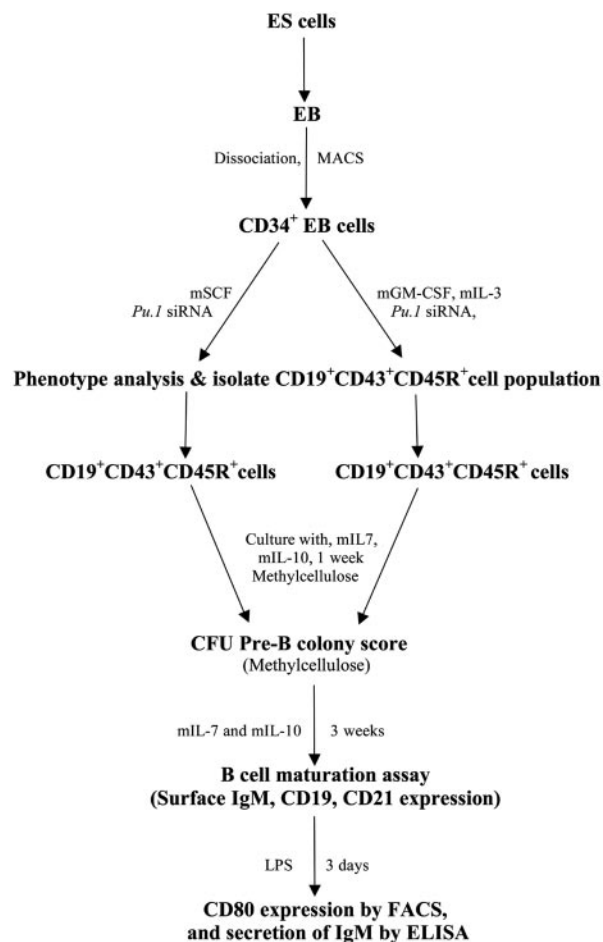 ES cells
EB
Dissociation, MACS
CD34⁺ EB cells
mSCF mGM-CSF, mIL-3
Pu.1 siRNA Pu.1 siRNA,
Phenotype analysis & isolate CD19⁺CD43⁺CD45R⁺cell population
CD19⁺CD43⁺CD45R⁺cells CD19⁺CD43⁺CD45R⁺ cells
Culture with, mIL7,
mIL-10, 1 week
Methylcellulose
CFU Pre-B colony score
(Methylcellulose)
mIL-7 and mIL-10 3 weeks
B cell maturation assay
(Surface IgM, CD19, CD21 expression)
LPS 3 days
CD80 expression by FACS,
and secretion of IgM by ELISA